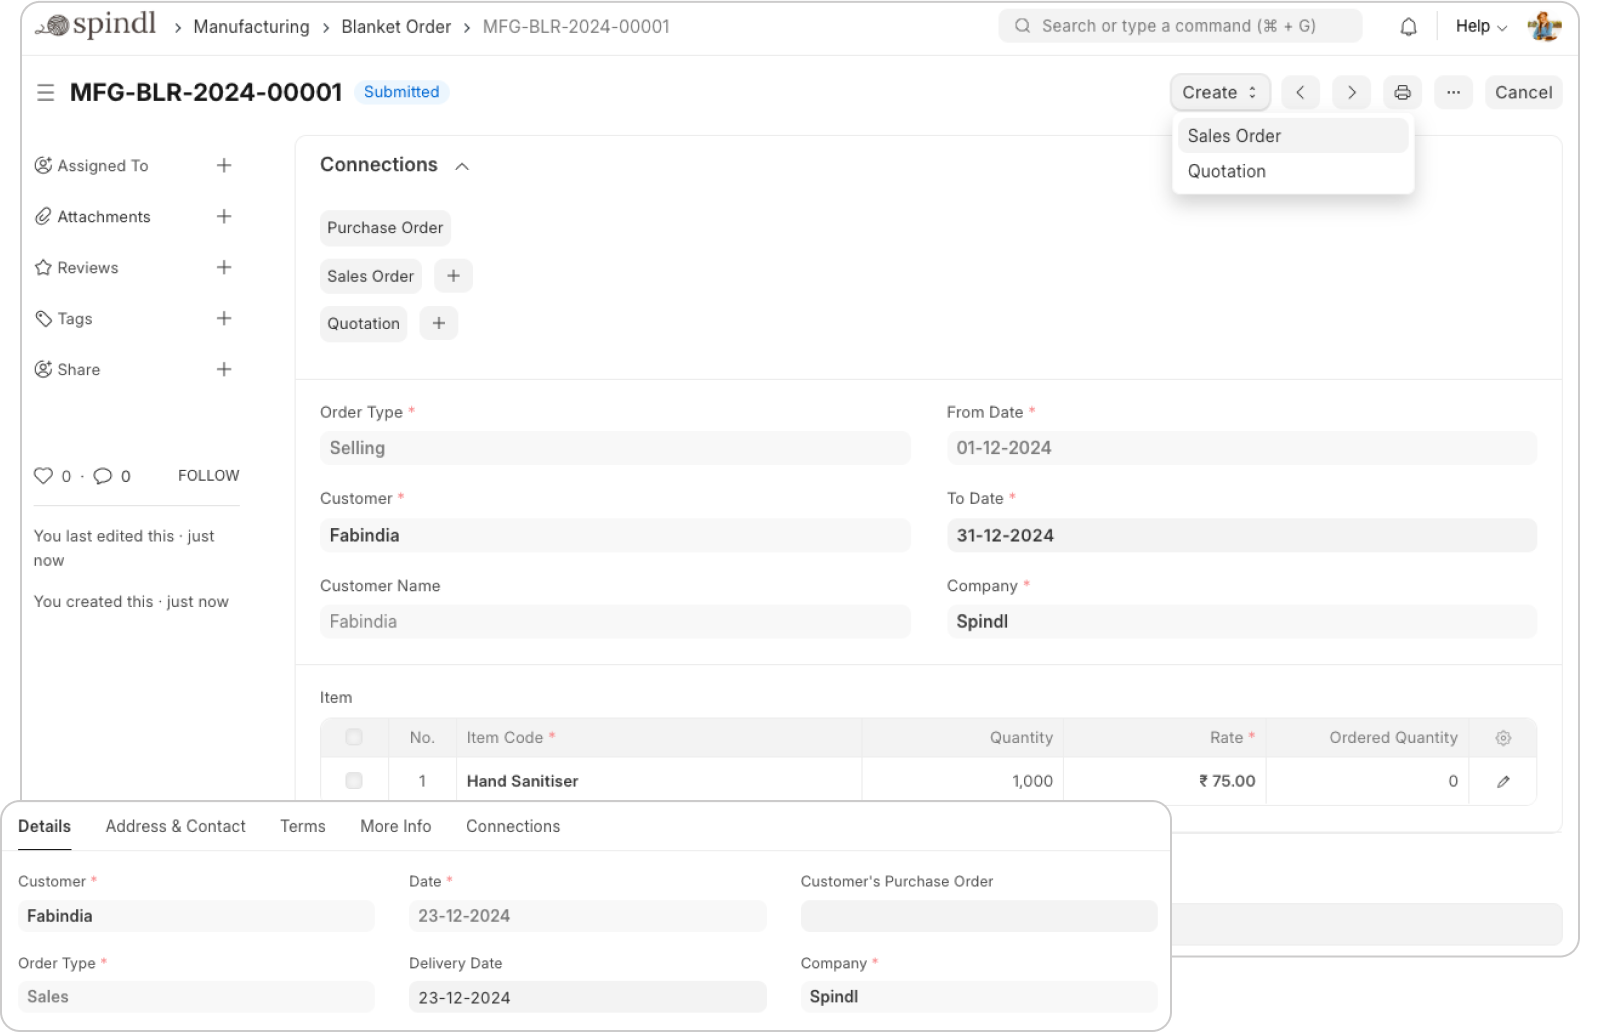 spindl > Manufacturing > Blanket Order > MFG-BLR-2024-00001
Search or type a command (⌘ + G)
Help
MFG-BLR-2024-00001
Submitted
Create
...
Cancel
Sales Order
Quotation
Assigned To +
Attachments +
Reviews +
Tags +
Share +
0 · 0 FOLLOW
You last edited this · just
now
You created this · just now
Connections
Purchase Order
Sales Order +
Quotation +
Order Type *
Selling
From Date *
01-12-2024
Customer *
Fabindia
To Date *
31-12-2024
Customer Name
Fabindia
Company *
Spindl
Item
No. Item Code * Quantity Rate * Ordered Quantity
1 Hand Sanitiser 1,000 ₹ 75.00 0
Details Address & Contact Terms More Info Connections
Customer * Date * Customer's Purchase Order
Fabindia 23-12-2024
Order Type * Delivery Date Company *
Sales 23-12-2024 Spindl